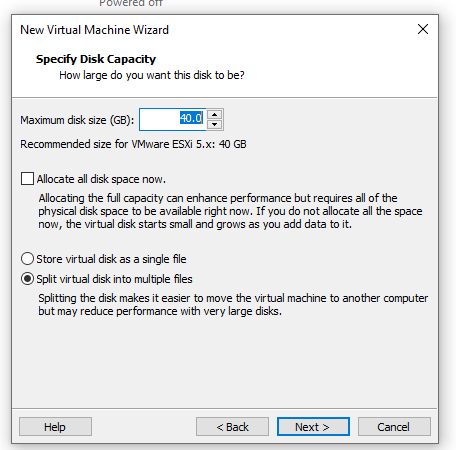 Powered off
New Virtual Machine Wizard
Specify Disk Capacity
How large do you want this disk to be?
Maximum disk size (GB): 40.0
Recommended size for VMware ESXi 5.x: 40 GB
Allocate all disk space now.
Allocating the full capacity can enhance performance but requires all of the
physical disk space to be available right now. If you do not allocate all the space
now, the virtual disk starts small and grows as you add data to it.
Store virtual disk as a single file
Split virtual disk into multiple files
Splitting the disk makes it easier to move the virtual machine to another computer
but may reduce performance with very large disks.
Help < Back Next > Cancel